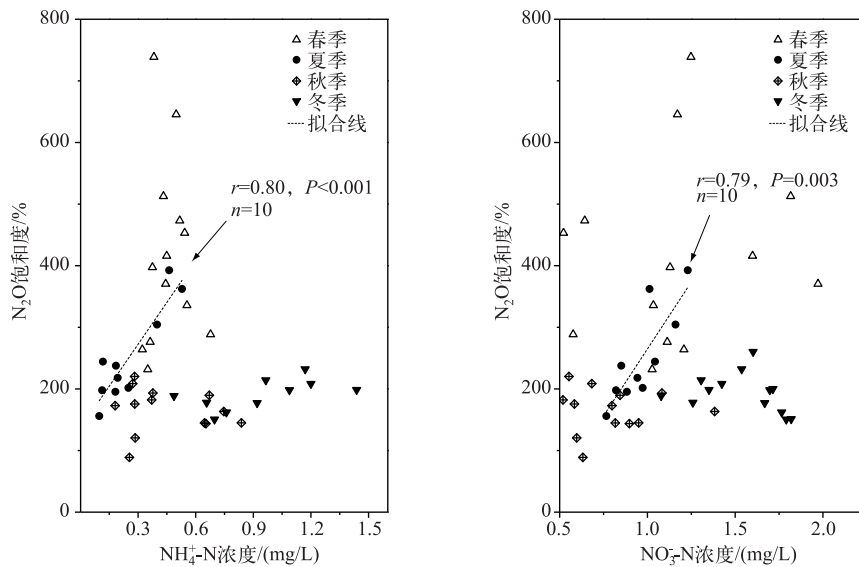 800
600
400
200
0
N₂O饱和度/%
春季
夏季
秋季
冬季
拟合线
r=0.80，P<0.001
n=10
0.3 0.6 0.9 1.2 1.5
NH₄⁺-N浓度/(mg/L)
800
600
400
200
0
N₂O饱和度/%
春季
夏季
秋季
冬季
拟合线
r=0.79，P=0.003
n=10
0.5 1.0 1.5 2.0
NO₃⁻-N浓度/(mg/L)